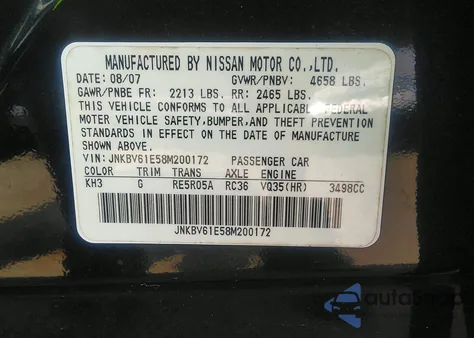 MANUFACTURED BY NISSAN MOTOR CO.,LTD.
DATE 08/07 GVWR/PNBV: 4658 LBS.
GAWR/PNBE FR: 2213 LBS. RR: 2465 LBS.
THIS VEHICLE CONFORMS TO ALL APPLICABLE FEDERAL
MOTOR VEHICLE SAFETY,BUMPER,AND THEFT PREVENTION
STANDARDS IN EFFECT ON THE DATE OF MANUFACTURE
SHOWN ABOVE.
VIN: JNKBV61E58M200172 PASSENGER CAR
COLOR TRIM TRANS AXLE ENGINE
KH3 G RE5R05A RC36 VQ35(HR) 3498CC
JNKBV61E58M200172